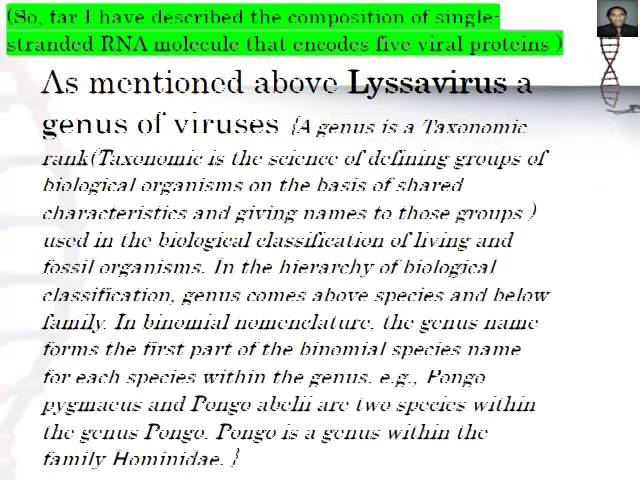 (So, far I have described the composition of single-
stranded RNA molecule that encodes five viral proteins )
As mentioned above Lyssavirus a
genus of viruses {A genus is a Taxonomic
rank(Taxonomic is the science of defining groups of
biological organisms on the basis of shared
characteristics and giving names to those groups )
used in the biological classification of living and
fossil organisms. In the hierarchy of biological
classification, genus comes above species and below
family. In binomial nomenclature, the genus name
forms the first part of the binomial species name
for each species within the genus. e.g., Pongo
pygmaeus and Pongo abelii are two species within
the genus Pongo. Pongo is a genus within the
family Hominidae. }